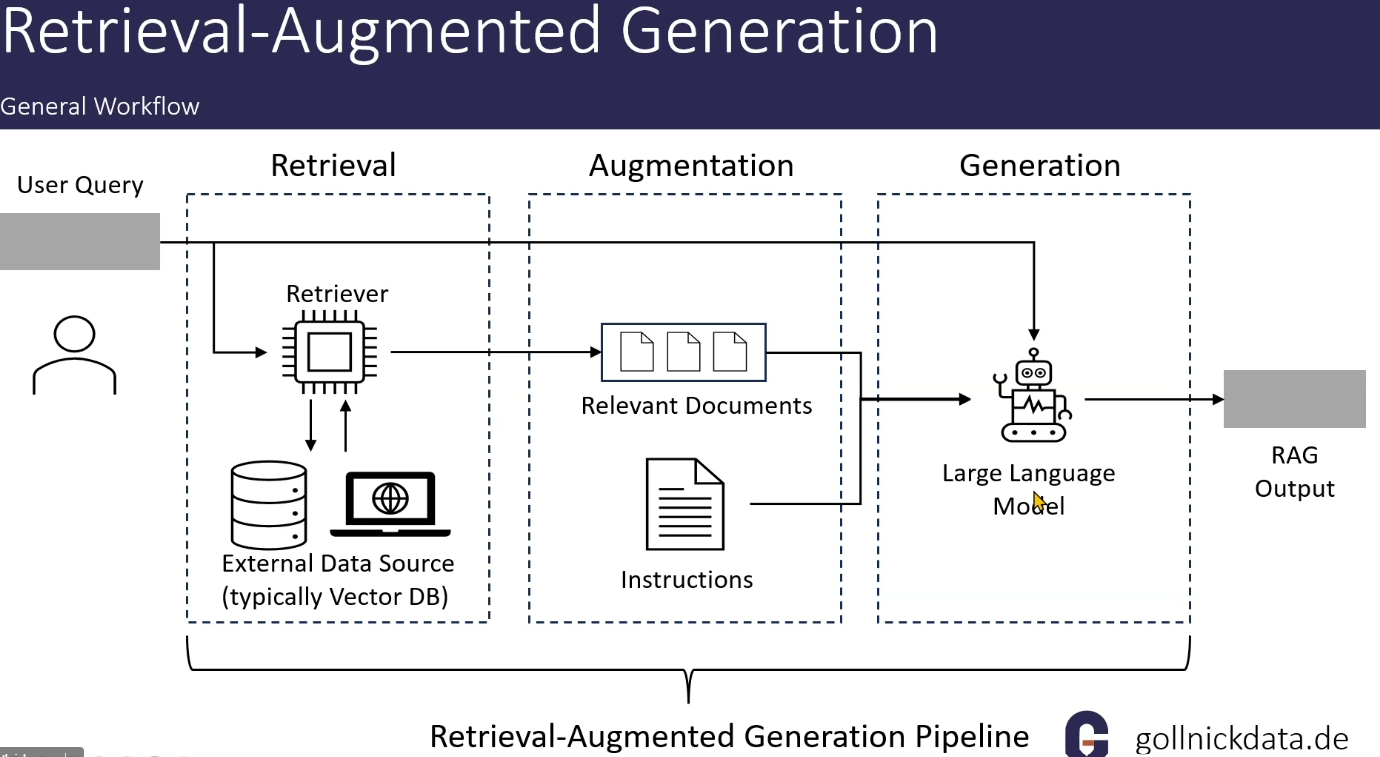 Retrieval-Augmented Generation
General Workflow
User Query
Retrieval
Augmentation
Generation
Retriever
External Data Source
(typically Vector DB)
Relevant Documents
Instructions
Large Language
Model
RAG
Output
Retrieval-Augmented Generation Pipeline
gollnickdata.de